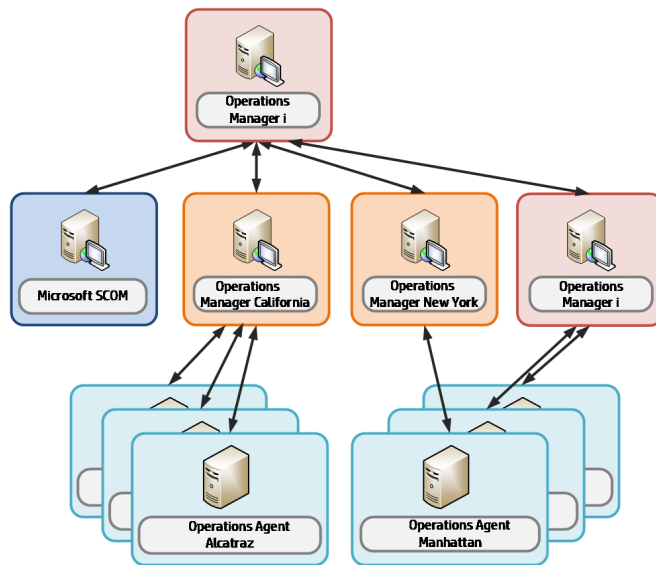 Operations
Manager i
Microsoft SCOM
Operations
Manager California
Operations
Manager New York
Operations
Manager i
Operations Agent
Alcatraz
Operations Agent
Manhattan